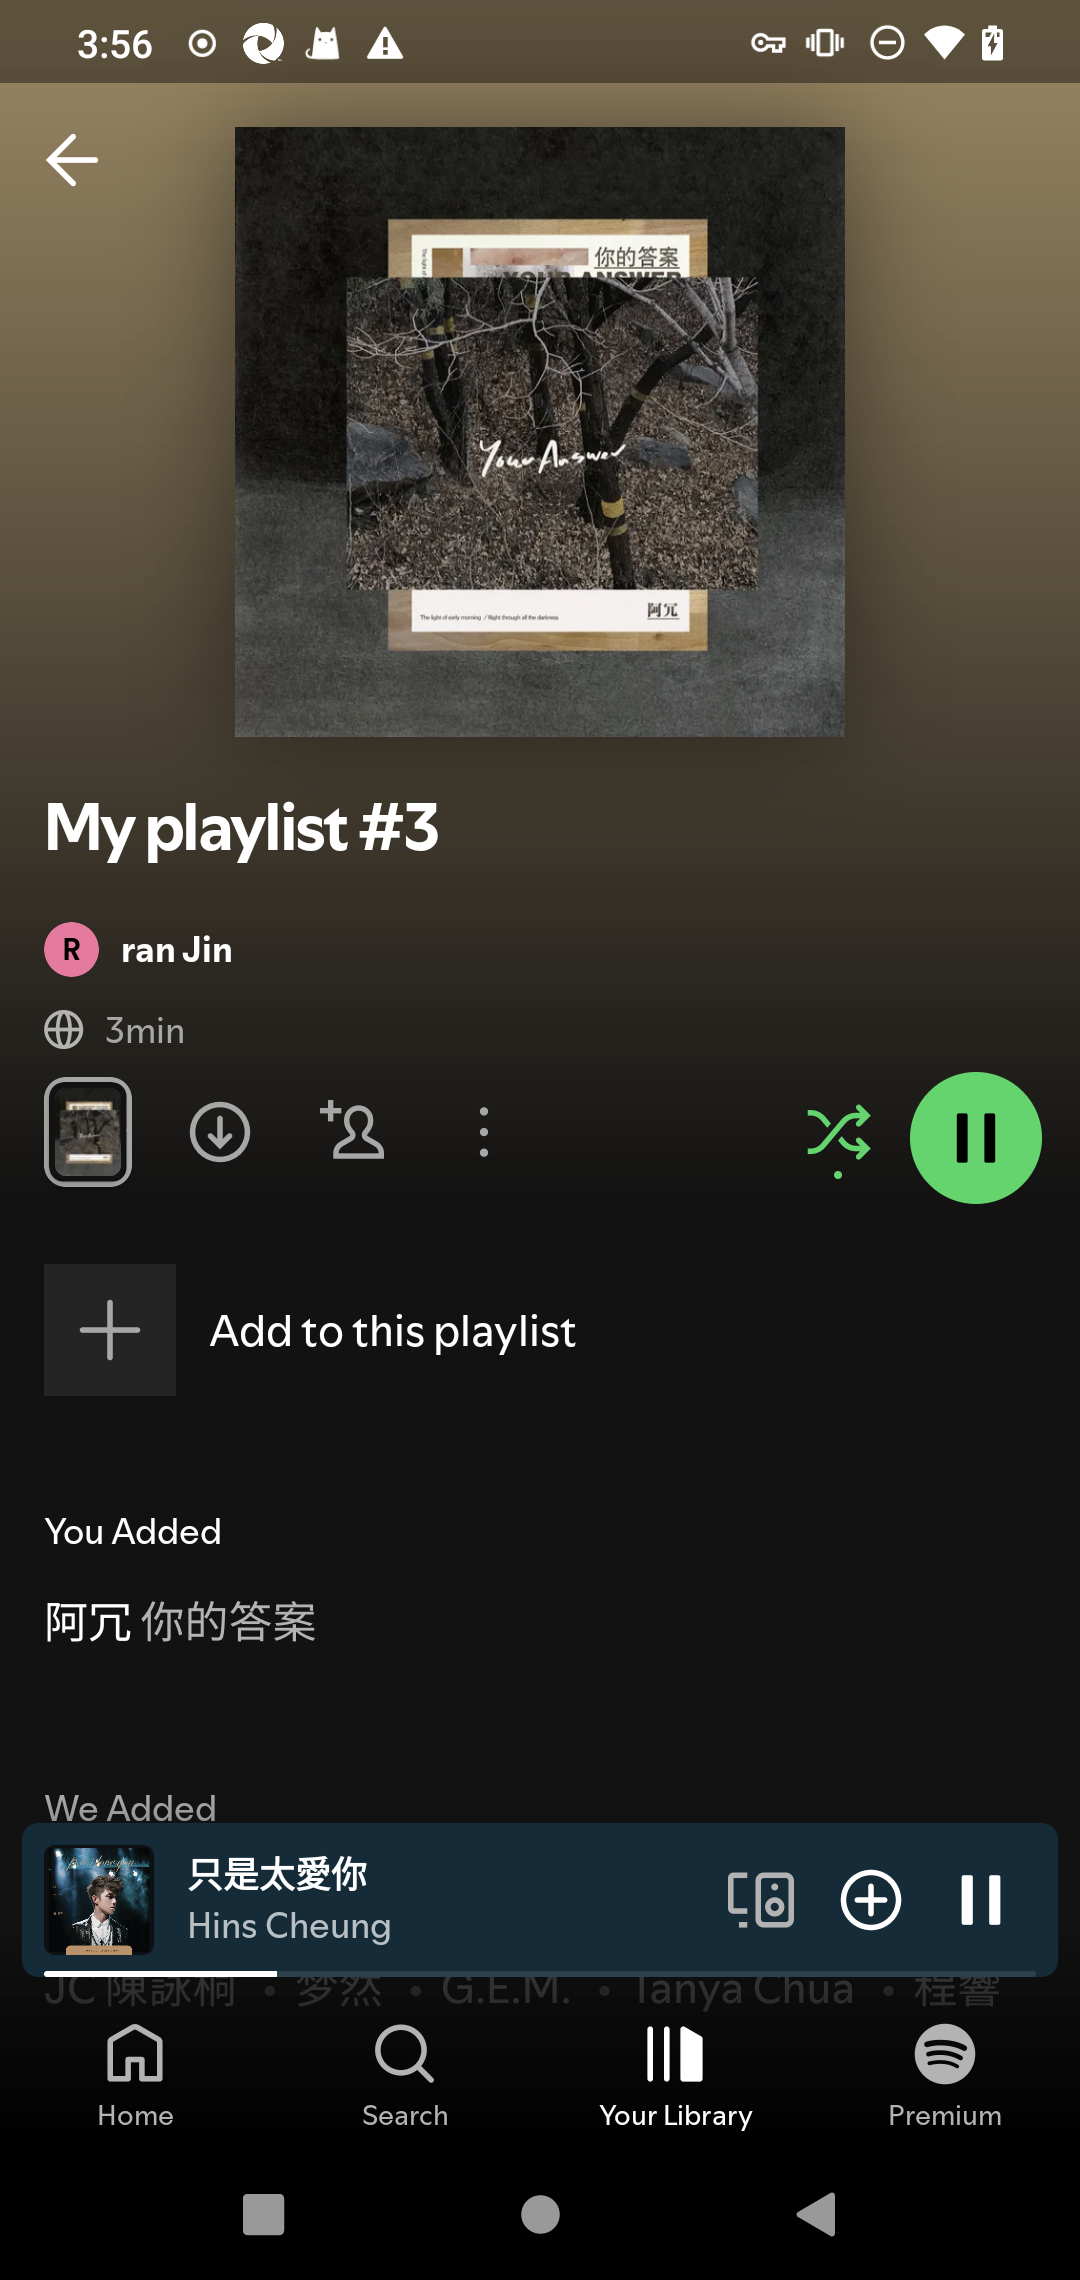 3:56
你的答案
YOUR ANSWER
Your Answer
The light of early morning / Right through all the darkness
阿冗
My playlist #3
R ran Jin
3min
Add to this playlist
You Added
阿冗 你的答案
We Added
只是太愛你
Hins Cheung
JC 陳詠桐 • 梦然 • G.E.M. • Tanya Chua • 程響
Home
Search
Your Library
Premium